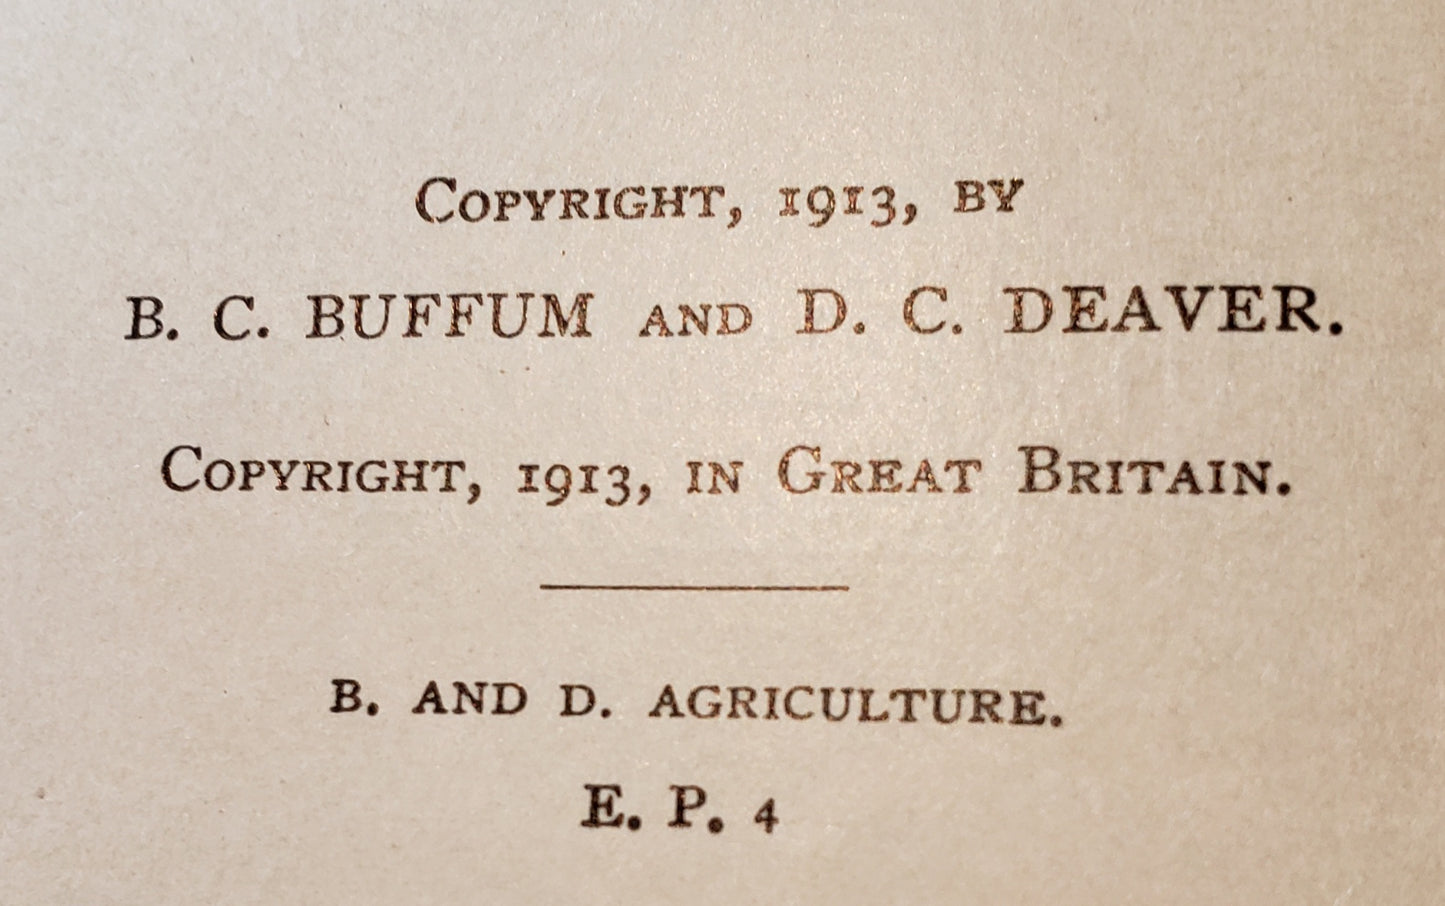 Copyright, 1913, by
B. C. BUFFUM and D. C. DEAVER.
Copyright, 1913, in Great Britain.
B. AND D. AGRICULTURE.
E. P. 4